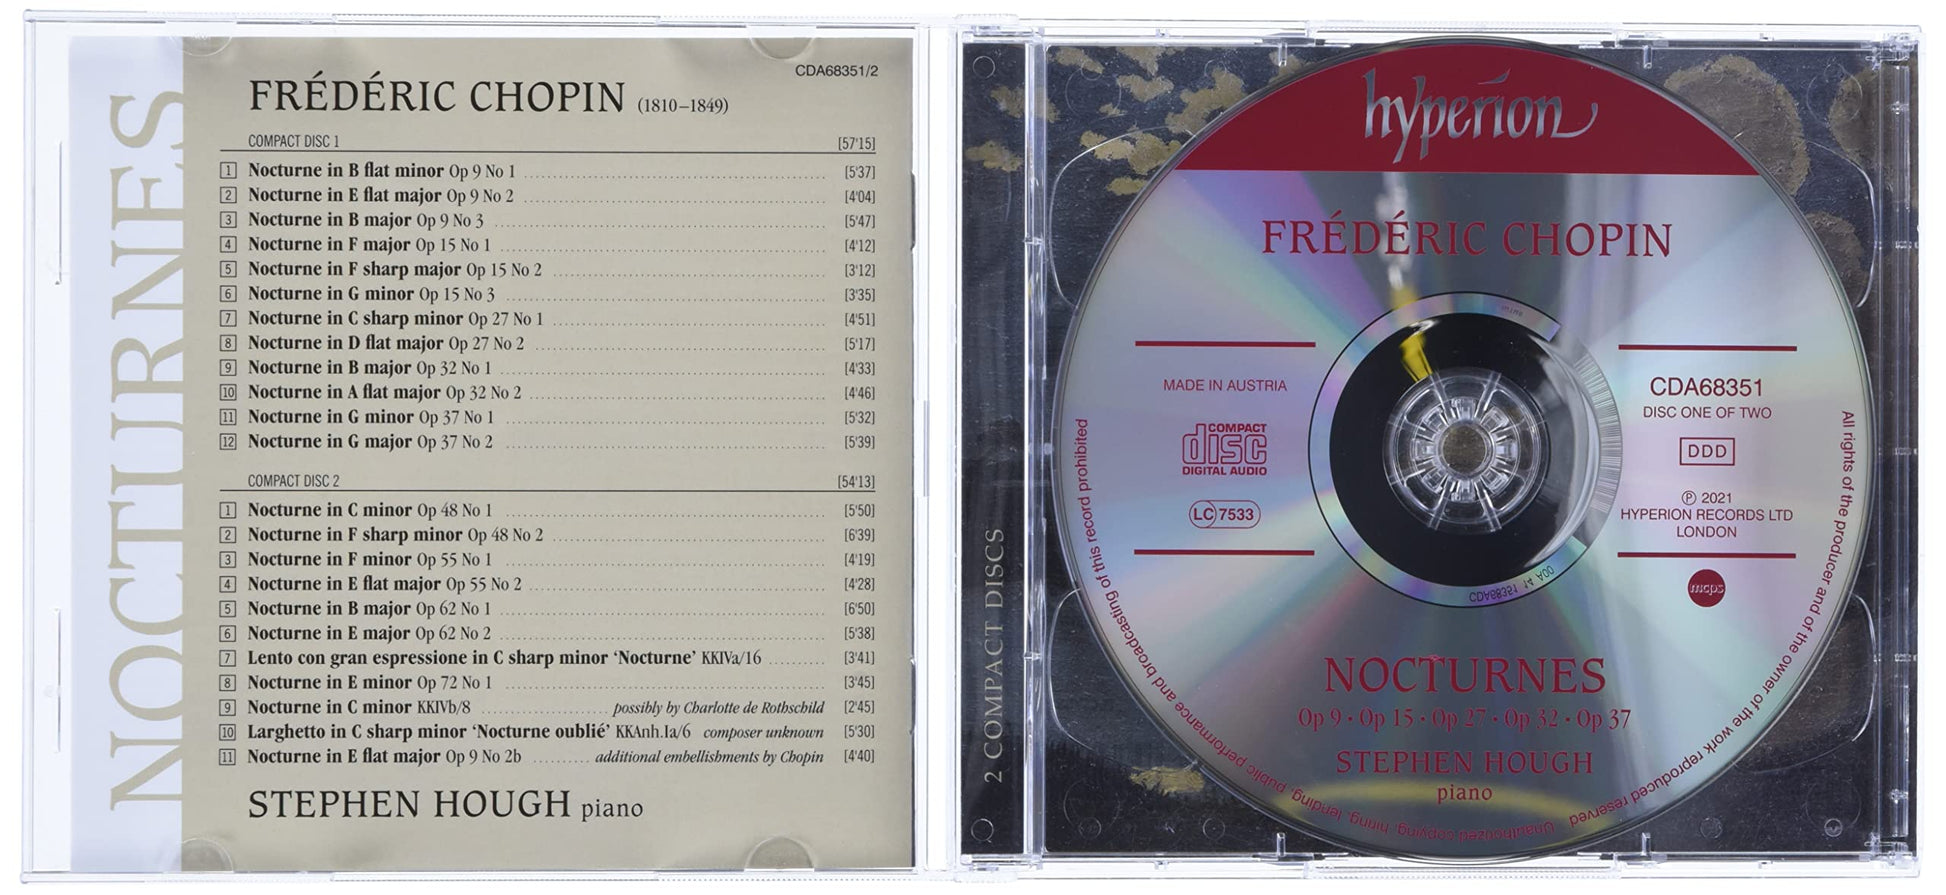 NOCTURNES
CDA68351/2
FRÉDÉRIC CHOPIN (1810–1849)
COMPACT DISC 1 [57'15]
1 Nocturne in B flat minor Op 9 No 1 [5'37]
2 Nocturne in E flat major Op 9 No 2 [4'04]
3 Nocturne in B major Op 9 No 3 [5'47]
4 Nocturne in F major Op 15 No 1 [4'12]
5 Nocturne in F sharp major Op 15 No 2 [3'12]
6 Nocturne in G minor Op 15 No 3 [3'35]
7 Nocturne in C sharp minor Op 27 No 1 [4'51]
8 Nocturne in D flat major Op 27 No 2 [5'17]
9 Nocturne in B major Op 32 No 1 [4'33]
10 Nocturne in A flat major Op 32 No 2 [4'46]
11 Nocturne in G minor Op 37 No 1 [5'32]
12 Nocturne in G major Op 37 No 2 [5'39]
COMPACT DISC 2 [54'13]
1 Nocturne in C minor Op 48 No 1 [5'50]
2 Nocturne in F sharp minor Op 48 No 2 [6'39]
3 Nocturne in F minor Op 55 No 1 [4'19]
4 Nocturne in E flat major Op 55 No 2 [4'28]
5 Nocturne in B major Op 62 No 1 [6'50]
6 Nocturne in E major Op 62 No 2 [5'38]
7 Lento con gran espressione in C sharp minor ‘Nocturne’ KKIVa/16 [3'41]
8 Nocturne in E minor Op 72 No 1 [3'45]
9 Nocturne in C minor KKIVb/8 possibly by Charlotte de Rothschild [2'45]
10 Larghetto in C sharp minor ‘Nocturne oublié’ KKAnh.Ia/6 composer unknown [5'30]
11 Nocturne in E flat major Op 9 No 2b additional embellishments by Chopin [4'40]
STEPHEN HOUGH piano
2 COMPACT DISCS
hyperion
FRÉDÉRIC CHOPIN
MADE IN AUSTRIA
COMPACT
disc
DIGITAL AUDIO
LC 7533
CDA68351
DISC ONE OF TWO
DDD
℗ 2021
HYPERION RECORDS LTD
LONDON
mcps
CDA68351 14 A00
NOCTURNES
Op 9 · Op 15 · Op 27 · Op 32 · Op 37
STEPHEN HOUGH
piano
All rights of the producer and of the owner of the work reproduced reserved
Unauthorized copying, hiring, lending, public performance and broadcasting of this record prohibited